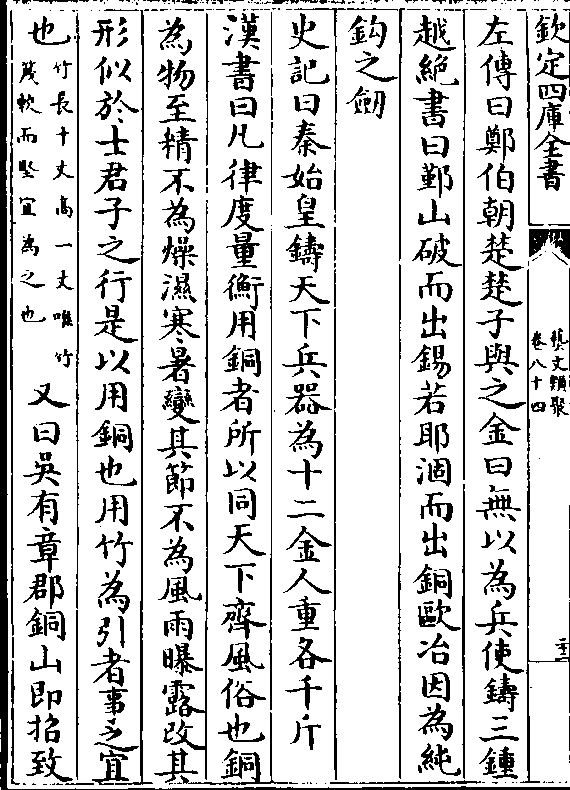 欽定四庫全書
藝文類聚
卷八十四
左傳曰鄭伯朝楚楚子與之金曰無以為兵使鑄三鍾
越絶書曰鄞山破而出錫若耶涸而出銅歐冶因為純
鈎之劒
史記曰秦始皇鑄天下兵器為十二金人重各千斤
漢書曰凡律度量衡用銅者所以同天下齊風俗也銅
為物至精不為燥濕寒暑變其節不為風雨曝露改其
形似於士君子之行是以用銅也用竹為引者事之宜
也
竹長十丈高一丈唯竹
篾軟而堅宜為之也
又曰吳有章郡銅山即招致